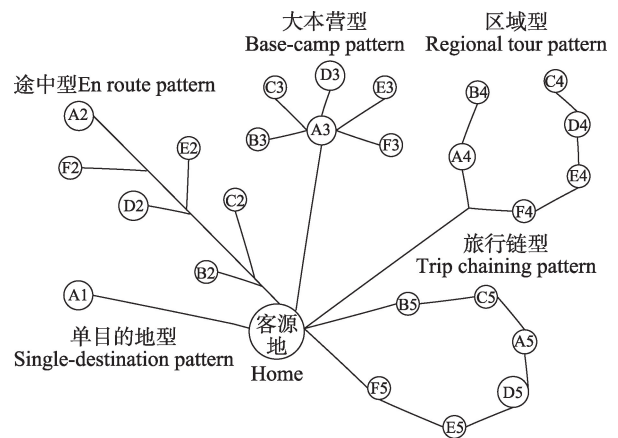 大本营型
Base-camp pattern
区域型
Regional tour pattern
途中型En route pattern
A2
F2
E2
D2
C2
B2
C3
D3
E3
B3
A3
F3
B4
C4
A4
D4
E4
F4
A1
单目的地型
Single-destination pattern
客源
地
Home
旅行链型
Trip chaining pattern
B5
C5
A5
D5
E5
F5